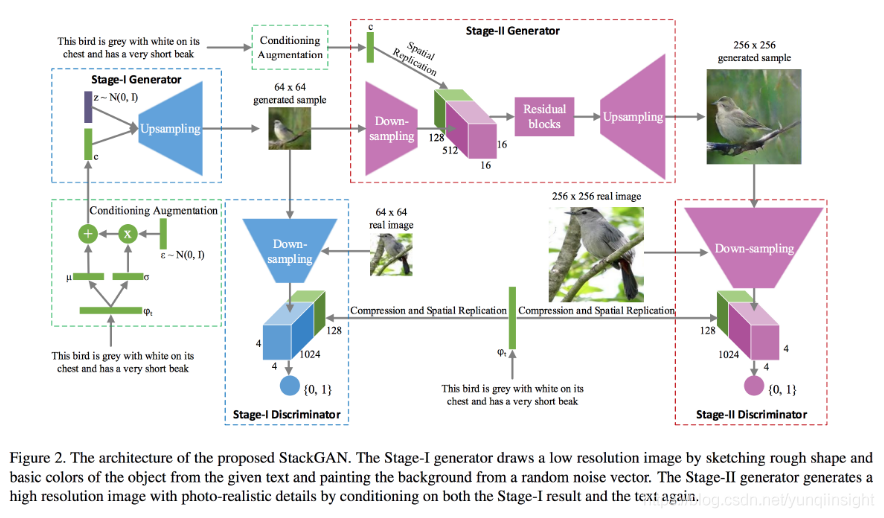 This bird is grey with white on its
chest and has a very short beak
Conditioning
Augmentation
c
Spatial
Replication
Stage-II Generator
256 x 256
generated sample
Stage-I Generator
z ~ N(0, I)
Upsampling
c
64 x 64
generated sample
Down-
sampling
128
512
16
16
Residual
blocks
Upsampling
Conditioning Augmentation
+
x
ε ~ N(0, I)
μ
σ
φt
This bird is grey with white on its
chest and has a very short beak
64 x 64
real image
Down-
sampling
128
1024
4
4
{0, 1}
Stage-I Discriminator
256 x 256 real image
Compression and Spatial Replication
Compression and Spatial Replication
φt
This bird is grey with white on its
chest and has a very short beak
Down-sampling
128
1024
4
4
{0, 1}
Stage-II Discriminator
Figure 2. The architecture of the proposed StackGAN. The Stage-I generator draws a low resolution image by sketching rough shape and
basic colors of the object from the given text and painting the background from a random noise vector. The Stage-II generator generates a
high resolution image with photo-realistic details by conditioning on both the Stage-I result and the text again.
https://blog.csdn.net/yunqiinsight